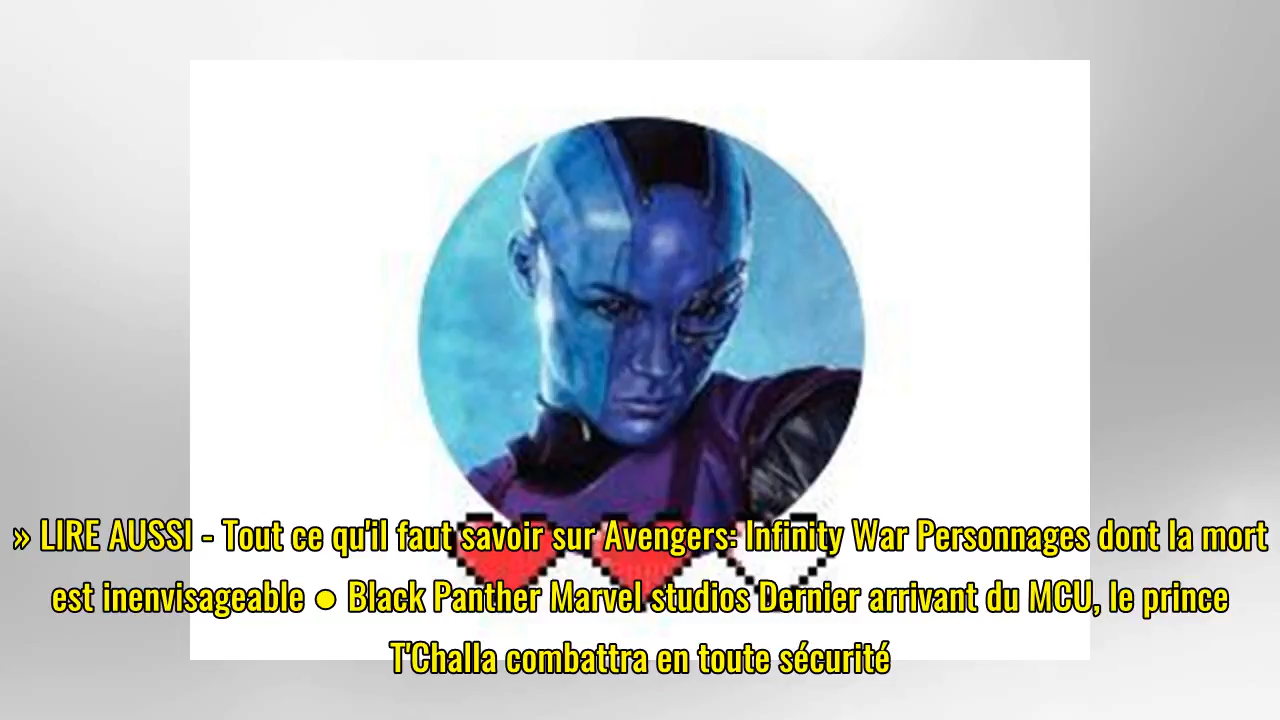 » LIRE AUSSI - Tout ce qu'il faut savoir sur Avengers: Infinity War Personnages dont la mort
est inenvisageable ● Black Panther Marvel studios Dernier arrivant du MCU, le prince
T'Challa combattra en toute sécurité